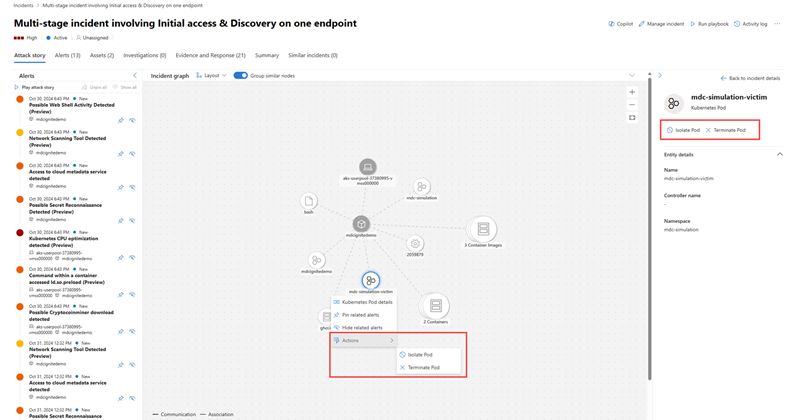 Incidents > Multi-stage incident involving Initial access & Discovery on one endpoint
Multi-stage incident involving Initial access & Discovery on one endpoint
Copilot Manage incident Run playbook Activity log ...
High Active Unassigned
Attack story Alerts (13) Assets (2) Investigations (0) Evidence and Response (21) Summary Similar incidents (0)
Alerts
Play attack story Unpin all Show all
Oct 30, 2024 6:43 PM New
Possible Web Shell Activity Detected
(Preview)
mdcignitedemo
Oct 30, 2024 6:43 PM New
Network Scanning Tool Detected
(Preview)
mdcignitedemo
Oct 30, 2024 6:43 PM New
Access to cloud metadata service
detected
mdcignitedemo
Oct 30, 2024 6:43 PM New
Possible Secret Reconnaissance
Detected (Preview)
mdcignitedemo
Oct 30, 2024 6:43 PM New
Kubernetes CPU optimization
detected (Preview)
aks-userpool-37380995-
vmss000000 mdcignitedemo
Oct 30, 2024 6:43 PM New
Command within a container
accessed ld.so.preload (Preview)
mdcignitedemo
Oct 30, 2024 6:43 PM New
Possible Cryptocoinminer download
detected (Preview)
aks-userpool-37380995-
vmss000000 mdcignitedemo
Oct 31, 2024 12:32 PM New
Network Scanning Tool Detected
(Preview)
mdcignitedemo
Oct 31, 2024 12:32 PM New
Access to cloud metadata service
detected
mdcignitedemo
Oct 31, 2024 12:32 PM New
Possible Secret Reconnaissance
Incident graph Layout Group similar nodes
aks-userpool-37380995-v
mss000000
mdc-simulation
bash
mdcignitedemo
3 Container Images
2659879
mdcignitedemo
mdc-simulation-victim
2 Containers
Kubernetes Pod details
Pin related alerts
Hide related alerts
Actions
Isolate Pod
Terminate Pod
Communication Association
Back to incident details
mdc-simulation-victim
Kubernetes Pod
Isolate Pod Terminate Pod
Entity details
Name
mdc-simulation-victim
Controller name
-
Namespace
mdc-simulation